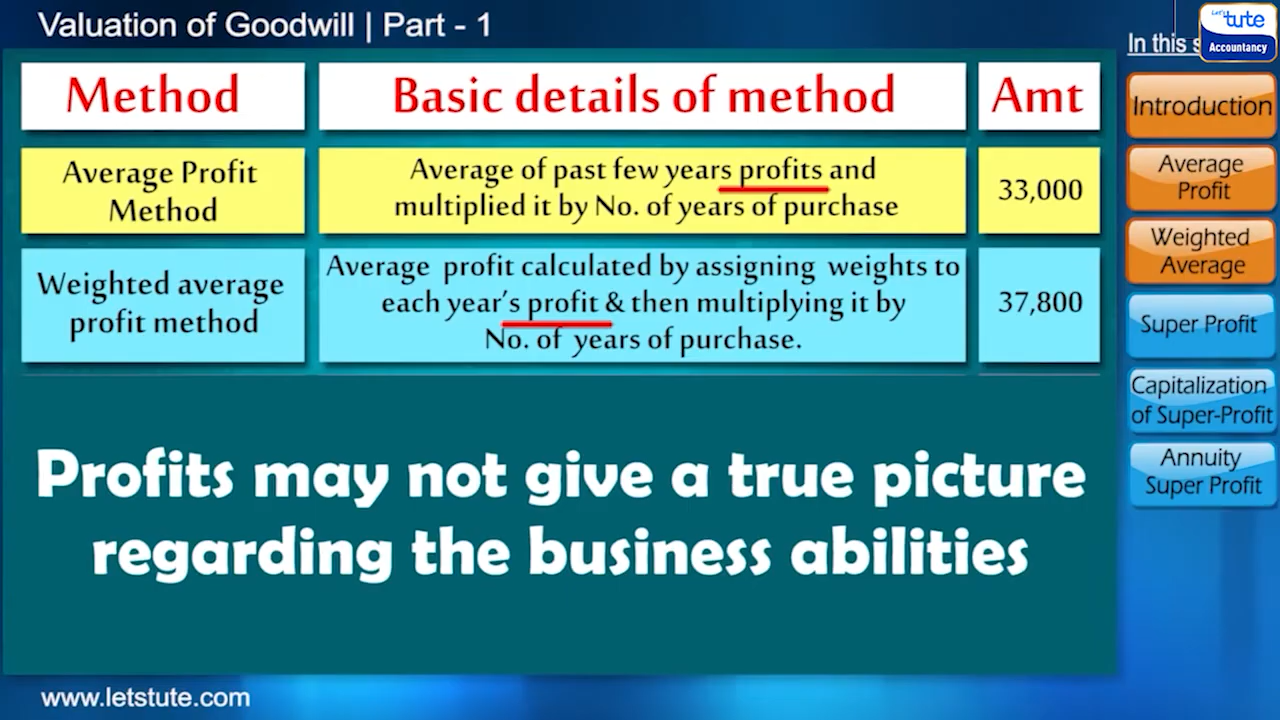 Valuation of Goodwill | Part - 1
Let's tute
Accountancy
In this s
Method
Basic details of method
Amt
Average Profit
Method
Average of past few years profits and
multiplied it by No. of years of purchase
33,000
Weighted average
profit method
Average profit calculated by assigning weights to
each year's profit & then multiplying it by
No. of years of purchase.
37,800
Profits may not give a true picture
regarding the business abilities
Introduction
Average
Profit
Weighted
Average
Super Profit
Capitalization
of Super-Profit
Annuity
Super Profit
www.letstute.com